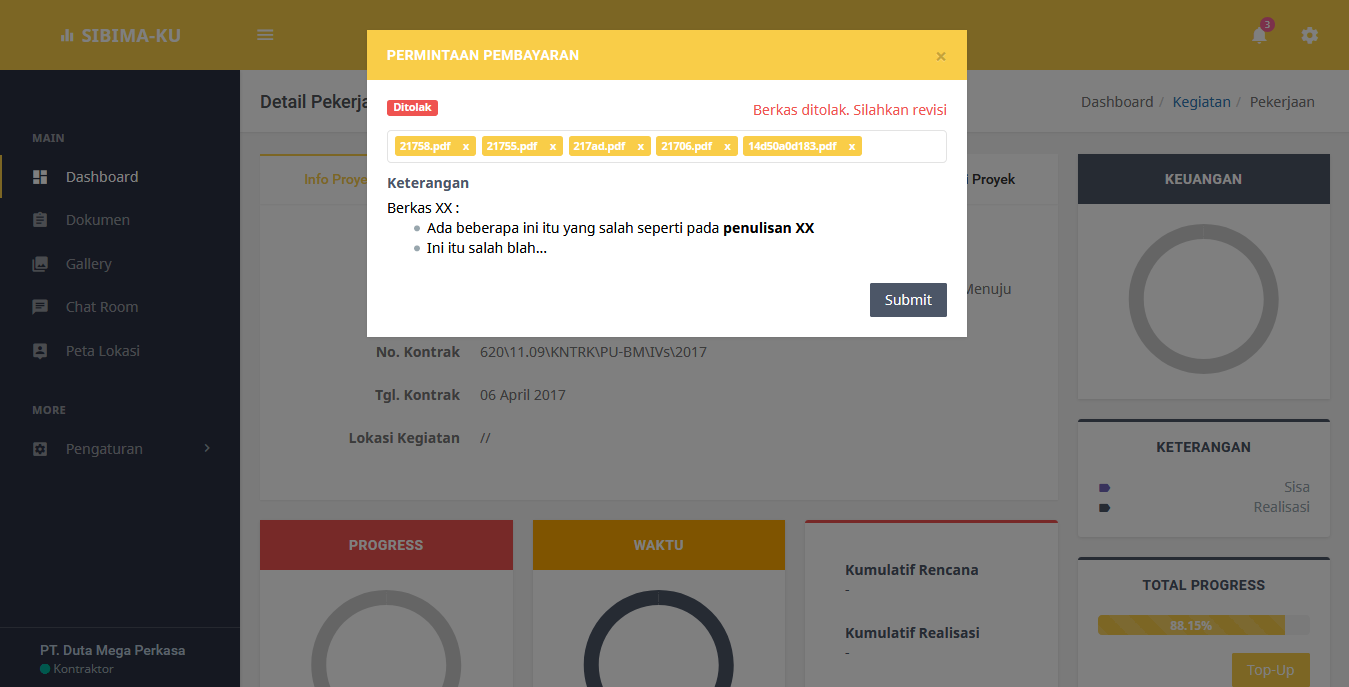 SIBIMA-KU
3
PERMINTAAN PEMBAYARAN
×
Detail Pekerja
Dashboard / Kegiatan / Pekerjaan
Ditolak
Berkas ditolak. Silahkan revisi
21758.pdf x 21755.pdf x 217ad.pdf x 21706.pdf x 14d50a0d183.pdf x
Keterangan
Berkas XX :
Ada beberapa ini itu yang salah seperti pada penulisan XX
Ini itu salah blah...
Submit
MAIN
Dashboard
Dokumen
Gallery
Chat Room
Peta Lokasi
MORE
Pengaturan
PT. Duta Mega Perkasa
Kontraktor
Info Proye
i Proyek
Menuju
No. Kontrak 620\11.09\KNTRK\PU-BM\IVs\2017
Tgl. Kontrak 06 April 2017
Lokasi Kegiatan //
PROGRESS
WAKTU
Kumulatif Rencana
-
Kumulatif Realisasi
-
KEUANGAN
KETERANGAN
Sisa
Realisasi
TOTAL PROGRESS
88.15%
Top-Up